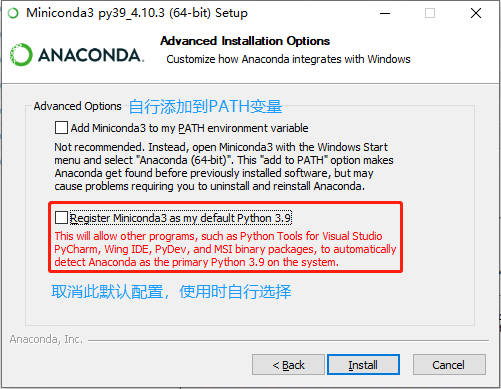 Miniconda3 py39_4.10.3 (64-bit) Setup
ANACONDA.
Advanced Installation Options
Customize how Anaconda integrates with Windows
Advanced Options
自行添加到PATH变量
Add Miniconda3 to my PATH environment variable
Not recommended. Instead, open Miniconda3 with the Windows Start
menu and select "Anaconda (64-bit)". This "add to PATH" option makes
Anaconda get found before previously installed software, but may
cause problems requiring you to uninstall and reinstall Anaconda.
Register Miniconda3 as my default Python 3.9
This will allow other programs, such as Python Tools for Visual Studio
PyCharm, Wing IDE, PyDev, and MSI binary packages, to automatically
detect Anaconda as the primary Python 3.9 on the system.
取消此默认配置，使用时自行选择
Anaconda, Inc.
< Back
Install
Cancel